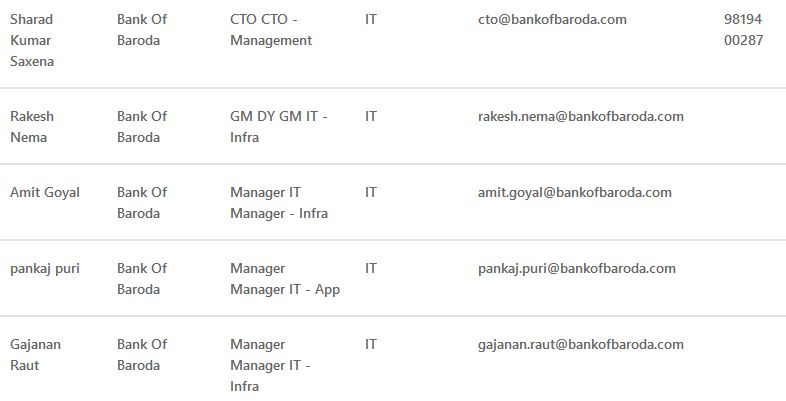 Sharad Kumar Saxena Bank Of Baroda CTO CTO - Management IT cto@bankofbaroda.com 98194 00287
Rakesh Nema Bank Of Baroda GM DY GM IT - Infra IT rakesh.nema@bankofbaroda.com
Amit Goyal Bank Of Baroda Manager IT Manager - Infra IT amit.goyal@bankofbaroda.com
pankaj puri Bank Of Baroda Manager Manager IT - App IT pankaj.puri@bankofbaroda.com
Gajanan Raut Bank Of Baroda Manager Manager IT - Infra IT gajanan.raut@bankofbaroda.com